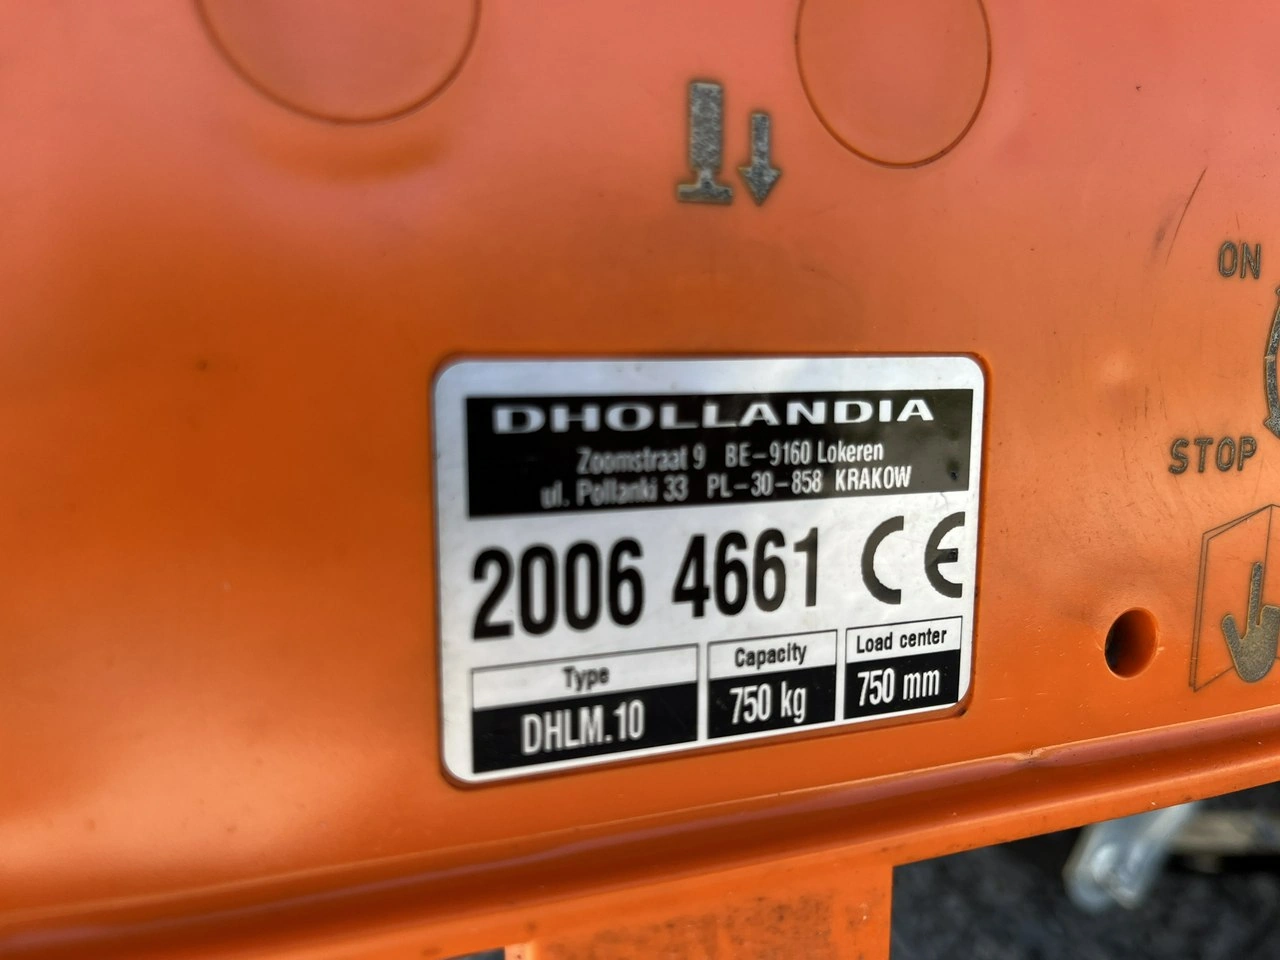 ON
STOP
DHOLLANDIA
Zoomstraat 9 BE-9160 Lokeren
ul. Pollanki 33 PL-30-858 KRAKOW
2006 4661 CE
Type Capacity Load center
DHLM.10 750 kg 750 mm